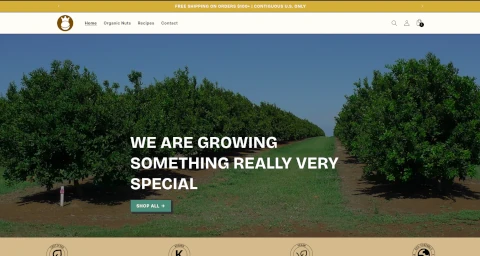 FREE SHIPPING ON ORDERS $100+ | CONTIGUOUS U.S. ONLY
Home Organic Nuts Recipes Contact
WE ARE GROWING
SOMETHING REALLY VERY
SPECIAL
SHOP ALL →
K